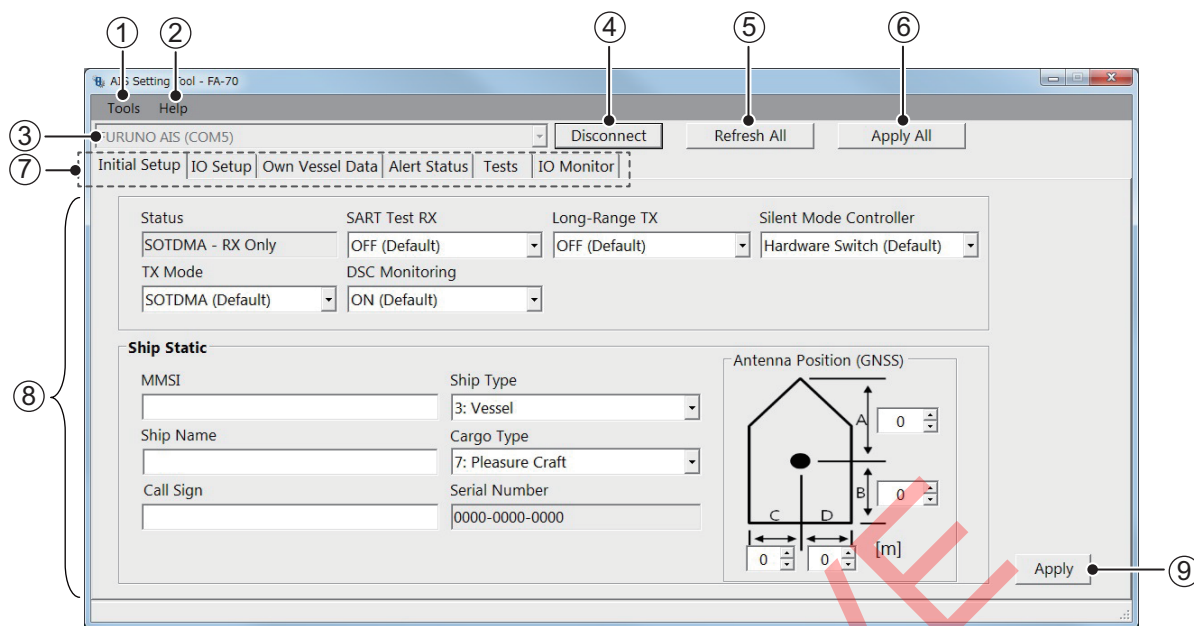 ① ② ④ ⑤ ⑥
AIS Setting Tool - FA-70
Tools Help
③ FURUNO AIS (COM5) Disconnect Refresh All Apply All
⑦ Initial Setup IO Setup Own Vessel Data Alert Status Tests IO Monitor
Status SART Test RX Long-Range TX Silent Mode Controller
SOTDMA - RX Only OFF (Default) OFF (Default) Hardware Switch (Default)
TX Mode DSC Monitoring
SOTDMA (Default) ON (Default)
Ship Static
Antenna Position (GNSS)
MMSI Ship Type
⑧ 3: Vessel
A 0
Ship Name Cargo Type
7: Pleasure Craft
Call Sign Serial Number
B 0
0000-0000-0000
C D
0 0 [m]
Apply ⑨